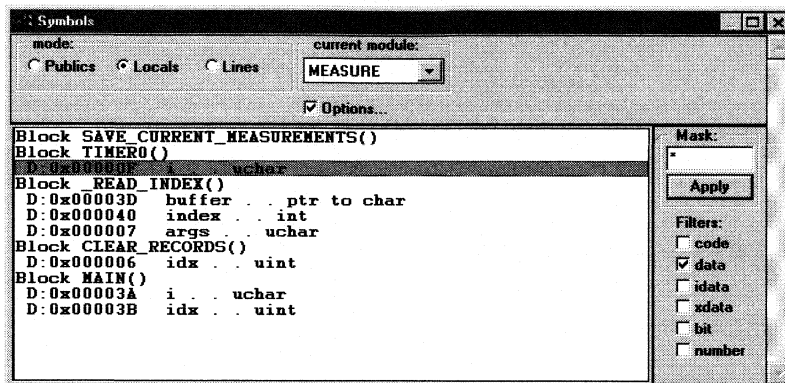 Symbols
mode:
Publics Locals Lines
current module:
MEASURE
Options...
Block SAVE_CURRENT_MEASUREMENTS()
Block TIMER0()
D:0x00000F i . . . uchar
Block _READ_INDEX()
D:0x00003D buffer . . ptr to char
D:0x000040 index . . int
D:0x000007 args . . uchar
Block CLEAR_RECORDS()
D:0x000006 idx . . uint
Block MAIN()
D:0x00003A i . . uchar
D:0x00003B idx . . uint
Mask:
*
Apply
Filters:
code
data
idata
xdata
bit
number